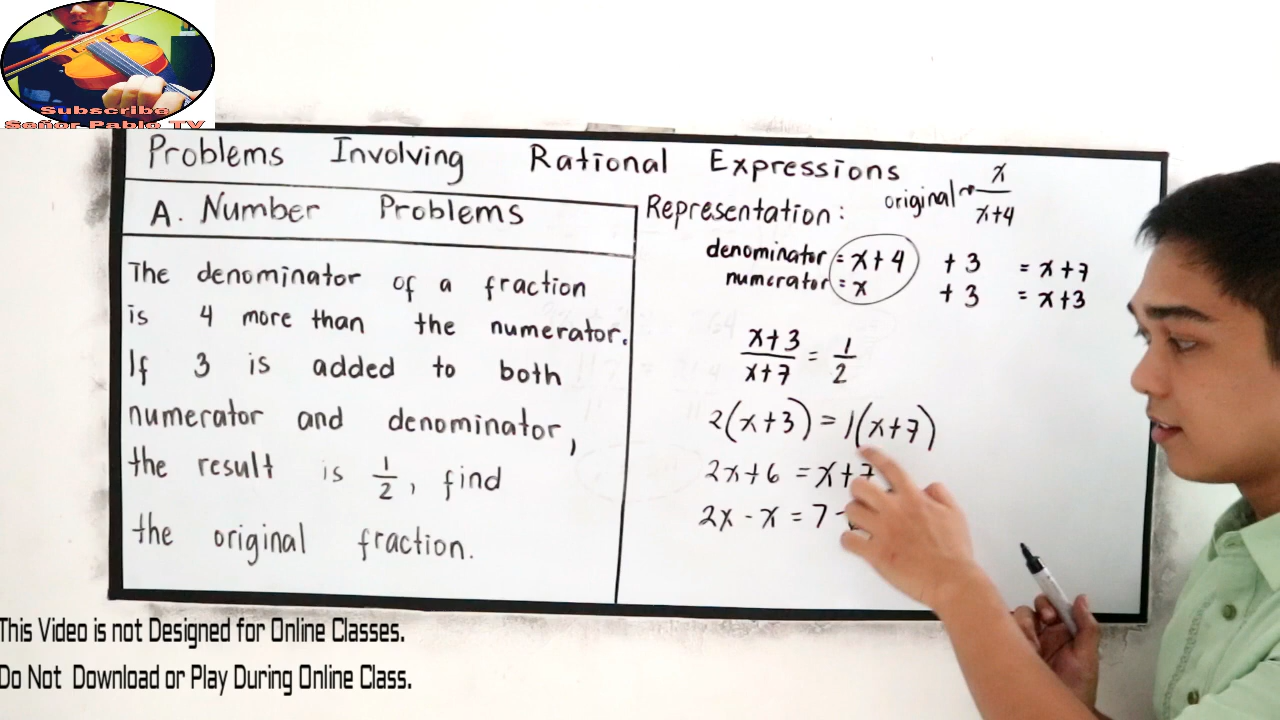 Subscribe
Señor Pablo TV
Problems Involving Rational Expressions
A. Number Problems
The denominator of a fraction
is 4 more than the numerator.
If 3 is added to both
numerator and denominator,
the result is 1/2, find
the original fraction.
Representation: original → x/x+4
denominator = x+4 +3 = x+7
numerator = x +3 = x+3
x+3/x+7 = 1/2
2(x+3) = 1(x+7)
2x+6 = x+7
2x - x = 7 -
This Video is not Designed for Online Classes.
Do Not Download or Play During Online Class.